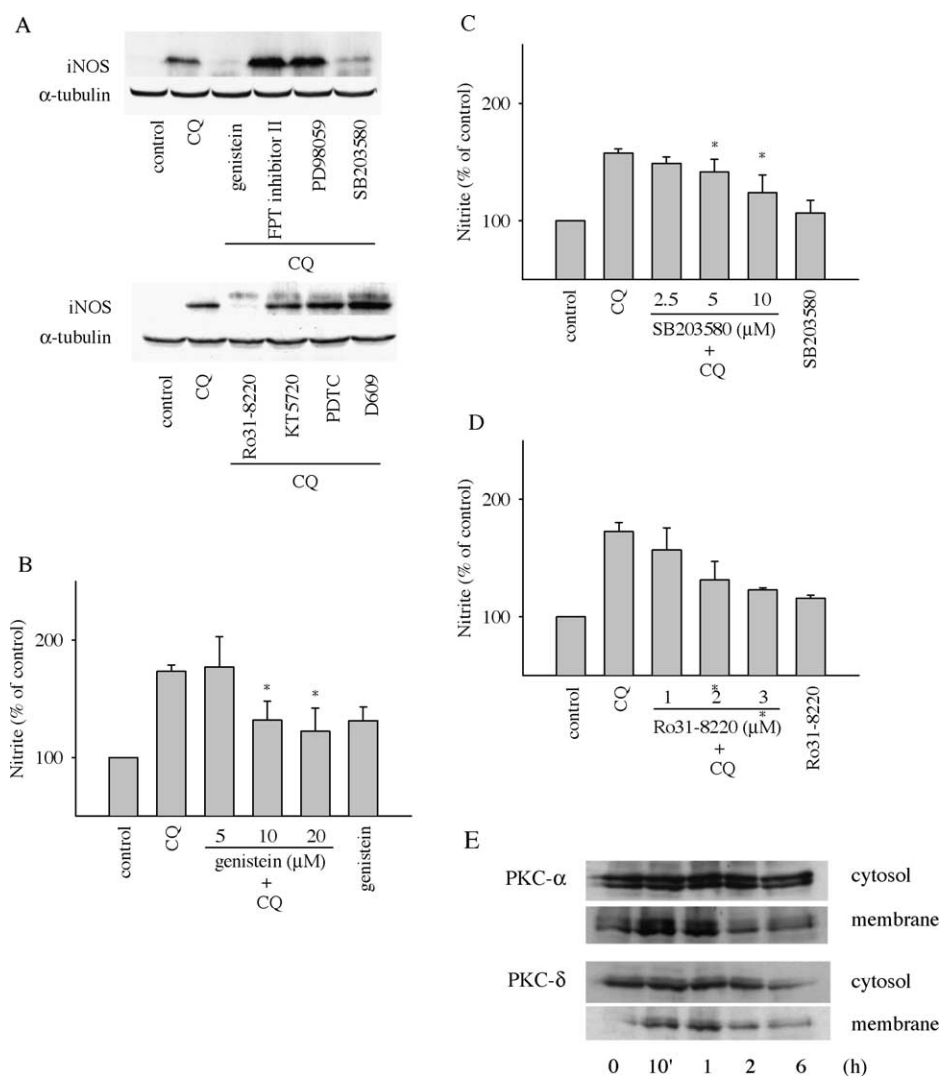 A
iNOS
α-tubulin
control
CQ
genistein
FPT inhibitor II
PD98059
SB203580
CQ
iNOS
α-tubulin
control
CQ
Ro31-8220
KT5720
PDTC
D609
CQ
B
Nitrite (% of control)
200
100
* *
control
CQ
5 10 20
genistein (μM)
+
CQ
genistein
C
Nitrite (% of control)
200
100
* *
control
CQ
2.5 5 10
SB203580 (μM)
+
CQ
SB203580
D
Nitrite (% of control)
200
100
control
CQ
1 2 3
* *
Ro31-8220 (μM)
+
CQ
Ro31-8220
E
PKC-α cytosol
membrane
PKC-δ cytosol
membrane
0 10' 1 2 6 (h)